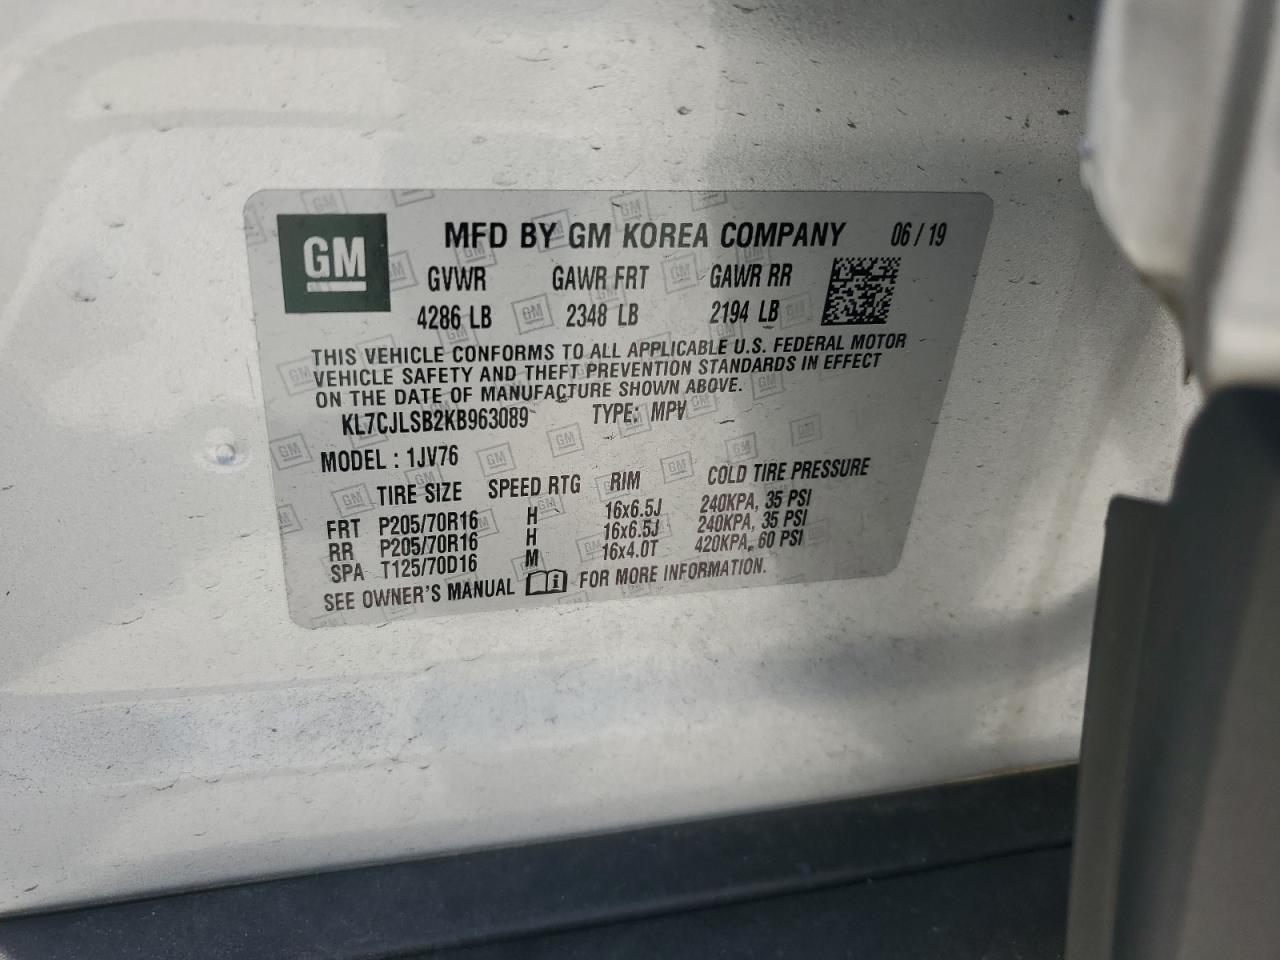 GM
MFD BY GM KOREA COMPANY 06 / 19
GVWR GAWR FRT GAWR RR
4286 LB 2348 LB 2194 LB
THIS VEHICLE CONFORMS TO ALL APPLICABLE U.S. FEDERAL MOTOR
VEHICLE SAFETY AND THEFT PREVENTION STANDARDS IN EFFECT
ON THE DATE OF MANUFACTURE SHOWN ABOVE.
KL7CJLSB2KB963089 TYPE: MPV
MODEL : 1JV76
TIRE SIZE SPEED RTG RIM COLD TIRE PRESSURE
FRT P205/70R16 H 16x6.5J 240KPA, 35 PSI
RR P205/70R16 H 16x6.5J 240KPA, 35 PSI
SPA T125/70D16 M 16x4.0T 420KPA, 60 PSI
SEE OWNER'S MANUAL FOR MORE INFORMATION.